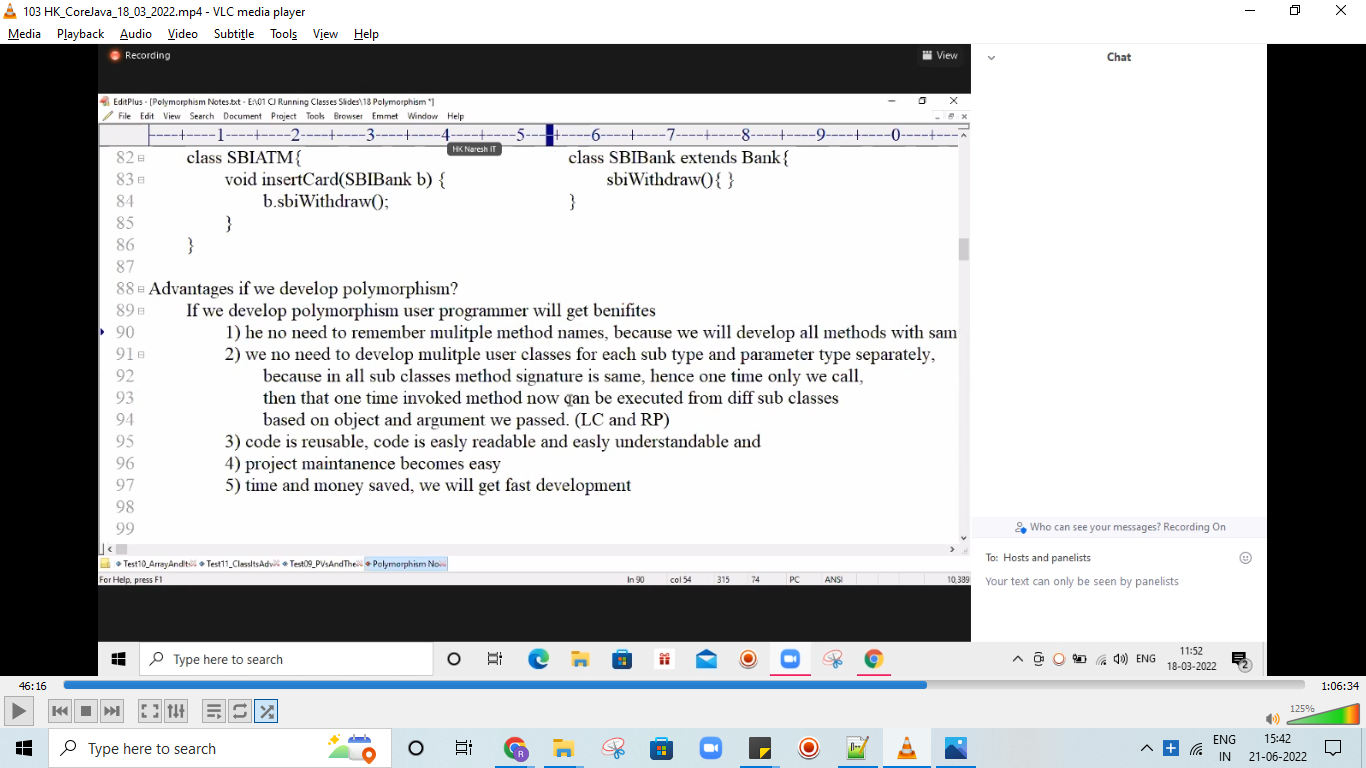 103 HK_CoreJava_18_03_2022.mp4 - VLC media player
Media Playback Audio Video Subtitle Tools View Help
Recording
View
Chat
EditPlus - [Polymorphism Notes.txt - E:\01 CJ Running Classes Slides\18 Polymorphism *]
File Edit View Search Document Project Tools Browser Emmet Window Help
----+----1----+----2----+----3----+----4----+----5----+----6----+----7----+----8----+----9----+----0----+---
HK Naresh IT
82 class SBIATM{ class SBIBank extends Bank{
83 void insertCard(SBIBank b) { sbiWithdraw(){ }
84 b.sbiWithdraw(); }
85 }
86 }
87
88 Advantages if we develop polymorphism?
89 If we develop polymorphism user programmer will get benifites
90 1) he no need to remember mulitple method names, because we will develop all methods with sam
91 2) we no need to develop mulitple user classes for each sub type and parameter type separately,
92 because in all sub classes method signature is same, hence one time only we call,
93 then that one time invoked method now can be executed from diff sub classes
94 based on object and argument we passed. (LC and RP)
95 3) code is reusable, code is easly readable and easly understandable and
96 4) project maintanence becomes easy
97 5) time and money saved, we will get fast development
98
99
Who can see your messages? Recording On
To: Hosts and panelists
Your text can only be seen by panelists
Test10_ArrayAndIts Test11_ClassItsAdv Test09_PVsAndThe Polymorphism No
For Help, press F1 ln 90 col 54 315 74 PC ANSI 10,389
Type here to search
ENG
11:52
18-03-2022
2
46:16
1:06:34
125%
Type here to search
ENG
IN
15:42
21-06-2022